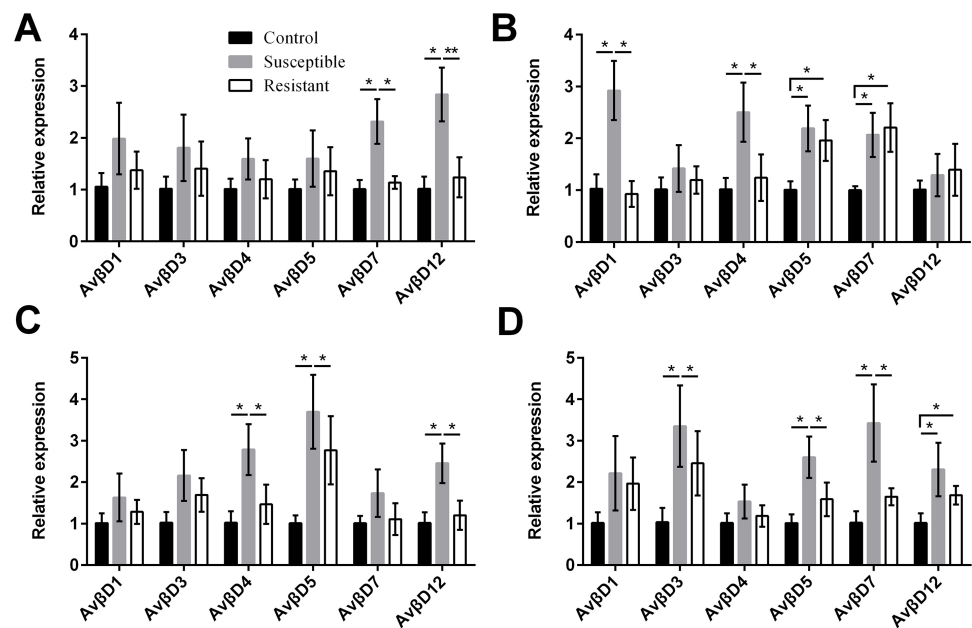 A
Relative expression
4
3
2
1
0
Control
Susceptible
Resistant
* *
* **
AvβD1
AvβD3
AvβD4
AvβD5
AvβD7
AvβD12
B
Relative expression
4
3
2
1
0
* *
* *
*
*
*
*
AvβD1
AvβD3
AvβD4
AvβD5
AvβD7
AvβD12
C
Relative expression
5
4
3
2
1
0
* *
* *
* *
AvβD1
AvβD3
AvβD4
AvβD5
AvβD7
AvβD12
D
Relative expression
5
4
3
2
1
0
* *
* *
* *
*
*
AvβD1
AvβD3
AvβD4
AvβD5
AvβD7
AvβD12